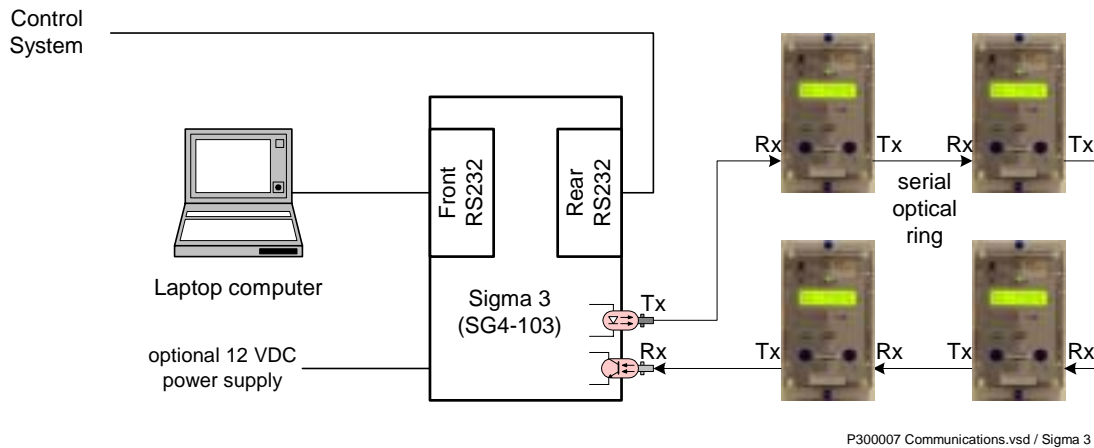 Control
System
Front
RS232
Rear
RS232
Rx
Tx
Rx
Tx
serial
optical
ring
Laptop computer
Sigma 3
(SG4-103)
Tx
Rx
Tx
Rx
Tx
Rx
optional 12 VDC
power supply
P300007 Communications.vsd / Sigma 3